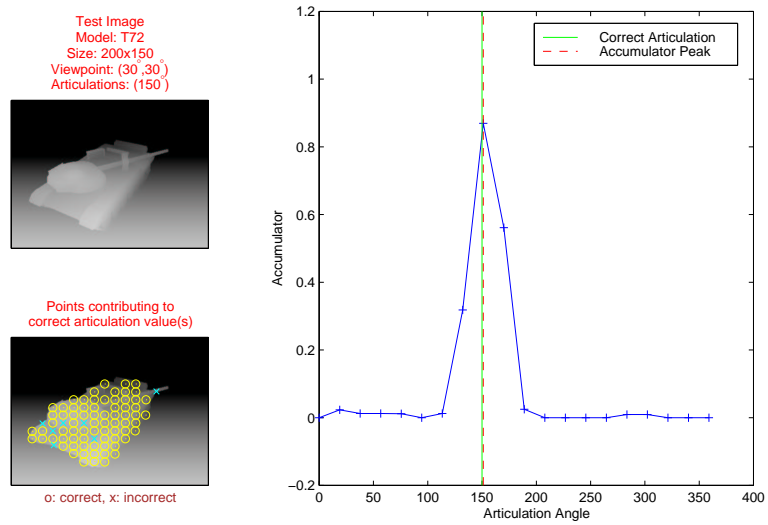 Test Image
Model: T72
Size: 200x150
Viewpoint: (30°,30°)
Articulations: (150°)
Points contributing to
correct articulation value(s)
o: correct, x: incorrect
Correct Articulation
Accumulator Peak
1.2
1
0.8
0.6
0.4
0.2
0
−0.2
Accumulator
0 50 100 150 200 250 300 350 400
Articulation Angle